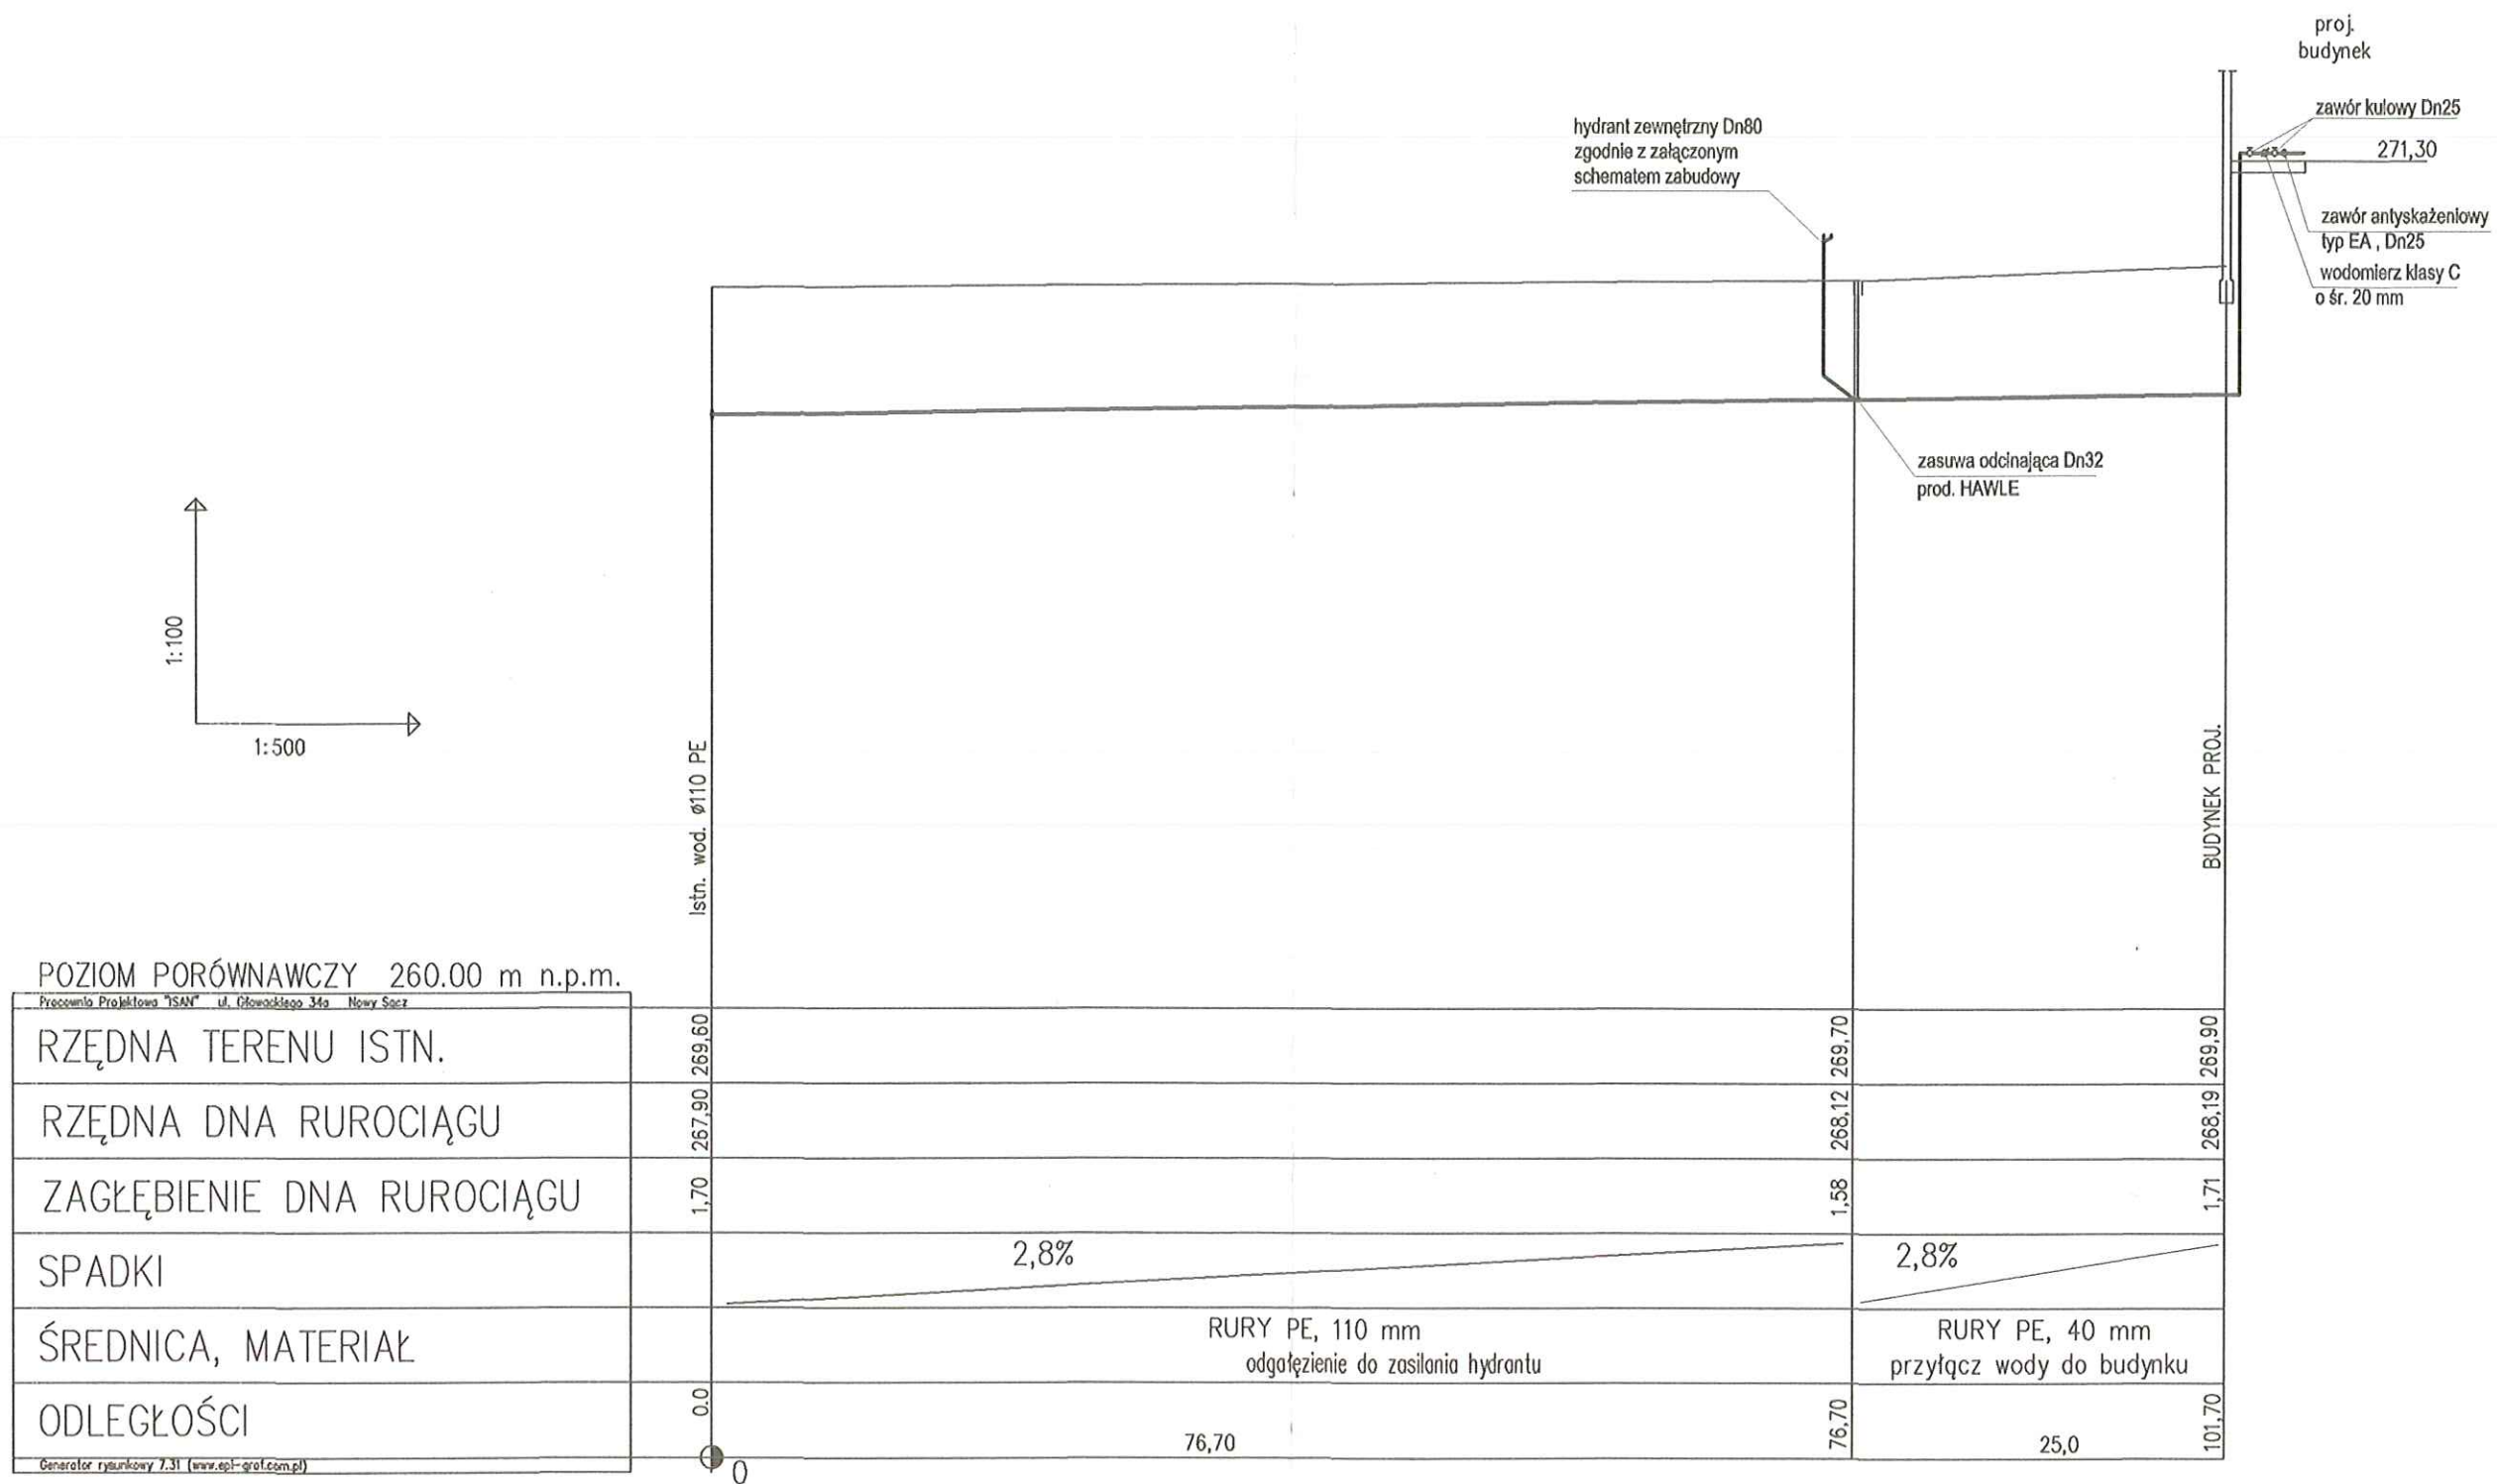 proj.
budynek
zawór kulowy Dn25
271,30
hydrant zewnętrzny Dn80
zgodnie z załączonym
schematem zabudowy
zawór antyskażeniowy
typ EA , Dn25
wodomierz klasy C
o śr. 20 mm
zasuwa odcinająca Dn32
prod. HAWLE
1:100
1:500
Istn. wod. ø110 PE
BUDYNEK PROJ.
POZIOM PORÓWNAWCZY 260.00 m n.p.m.
Pracownia Projektowa "ISAN" ul. Głowackiego 34a Nowy Sącz
RZĘDNA TERENU ISTN.
269,60
269,70
269,90
RZĘDNA DNA RUROCIĄGU
267,90
268,12
268,19
ZAGŁĘBIENIE DNA RUROCIĄGU
1,70
1,58
1,71
SPADKI
2,8%
2,8%
ŚREDNICA, MATERIAŁ
RURY PE, 110 mm
odgałęzienie do zasilania hydrantu
RURY PE, 40 mm
przyłącz wody do budynku
ODLEGŁOŚCI
0.0
76,70
76,70
25,0
101,70
0
Generator rysunkowy 7.31 (www.epi-graf.com.pl)